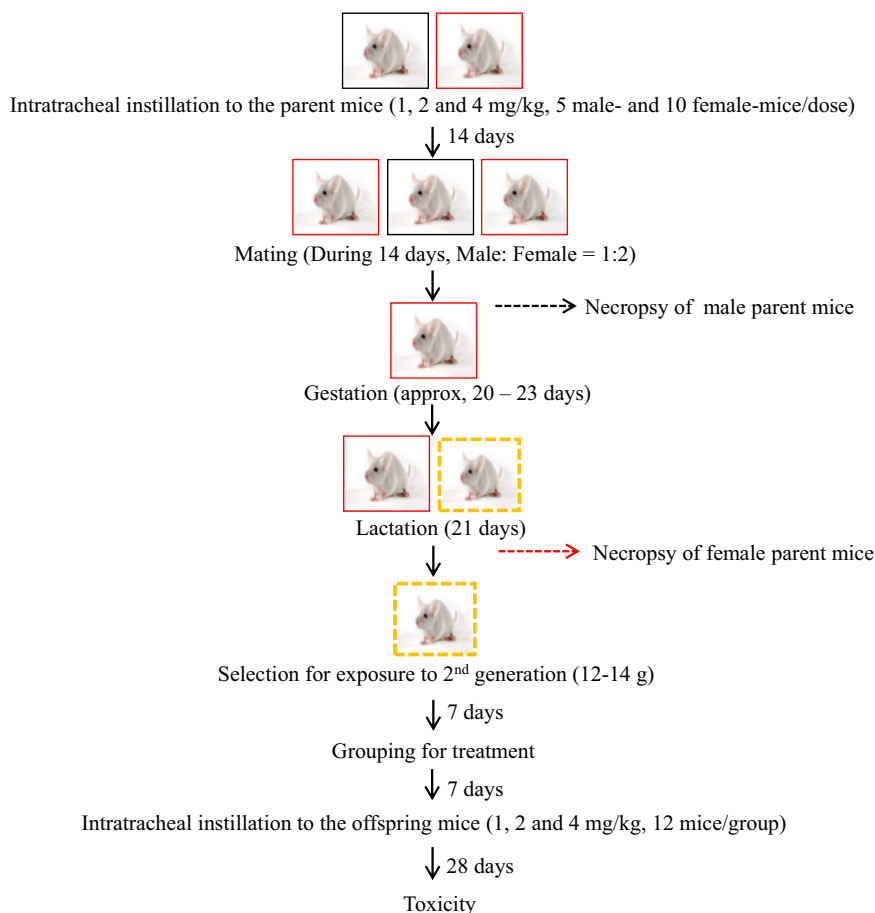 Intratracheal instillation to the parent mice (1, 2 and 4 mg/kg, 5 male- and 10 female-mice/dose)
14 days
Mating (During 14 days, Male: Female = 1:2)
Necropsy of male parent mice
Gestation (approx, 20 – 23 days)
Lactation (21 days)
Necropsy of female parent mice
Selection for exposure to 2nd generation (12-14 g)
7 days
Grouping for treatment
7 days
Intratracheal instillation to the offspring mice (1, 2 and 4 mg/kg, 12 mice/group)
28 days
Toxicity